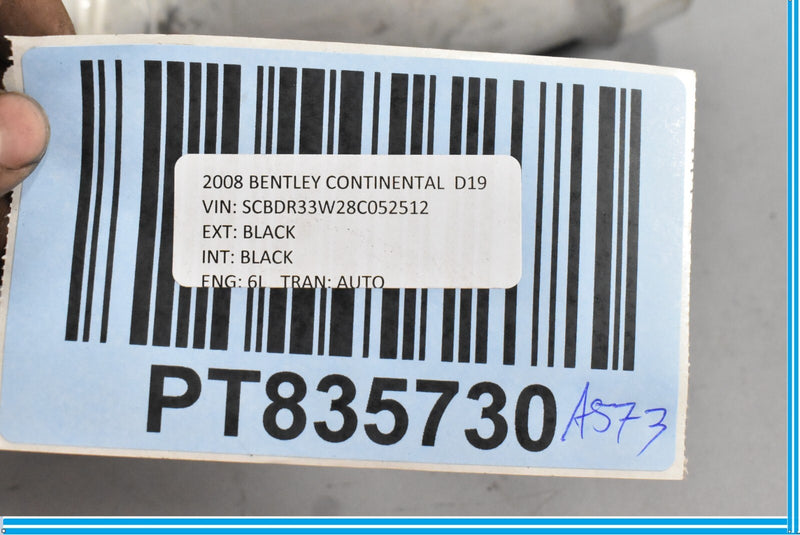 2008 BENTLEY CONTINENTAL D19
VIN: SCBDR33W28C052512
EXT: BLACK
INT: BLACK
ENG: 6L TRAN: AUTO
PT835730
A573